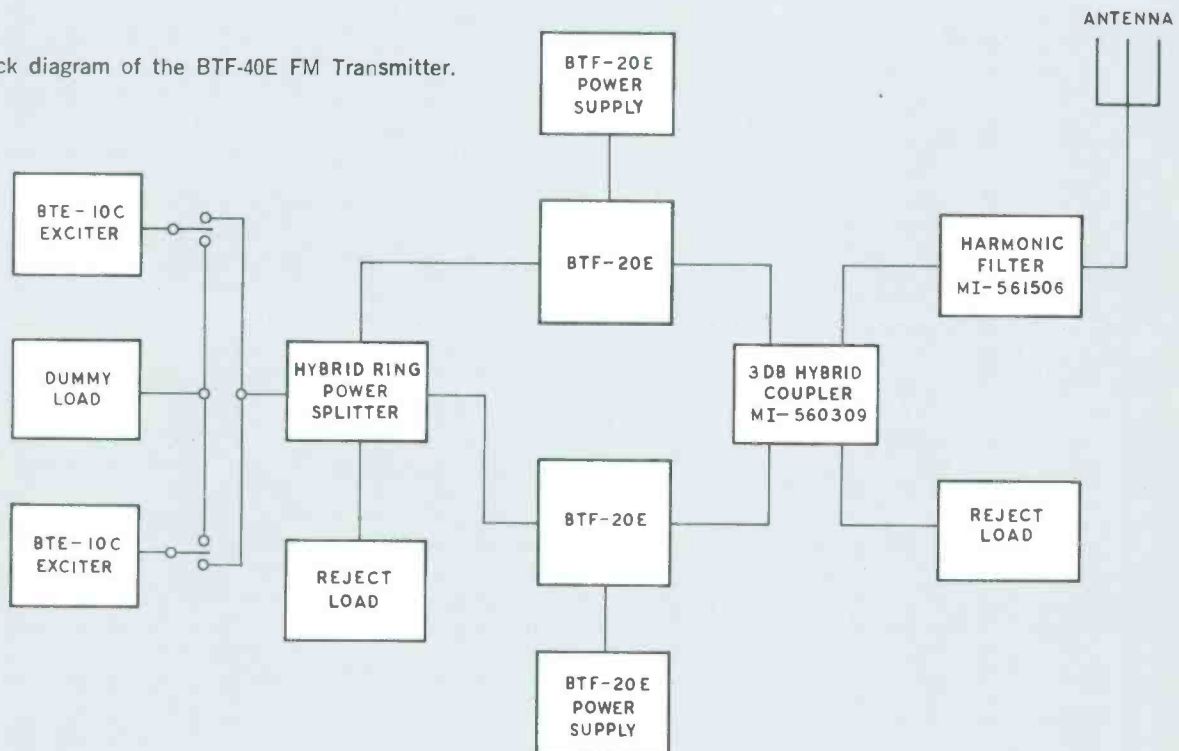 ck diagram of the BTF-40E FM Transmitter.
ANTENNA
BTF-20E
POWER
SUPPLY
BTE-10C
EXCITER
BTF-20E
HARMONIC
FILTER
MI-561506
DUMMY
LOAD
HYBRID RING
POWER
SPLITTER
3DB HYBRID
COUPLER
MI-560309
BTE-10C
EXCITER
REJECT
LOAD
BTF-20E
REJECT
LOAD
BTF-20E
POWER
SUPPLY